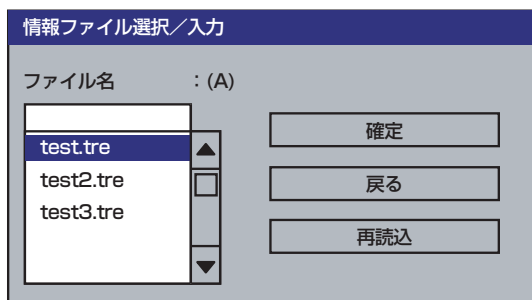 情報ファイル選択／入力
ファイル名　：(A)
test.tre
test2.tre
test3.tre
確定
戻る
再読込